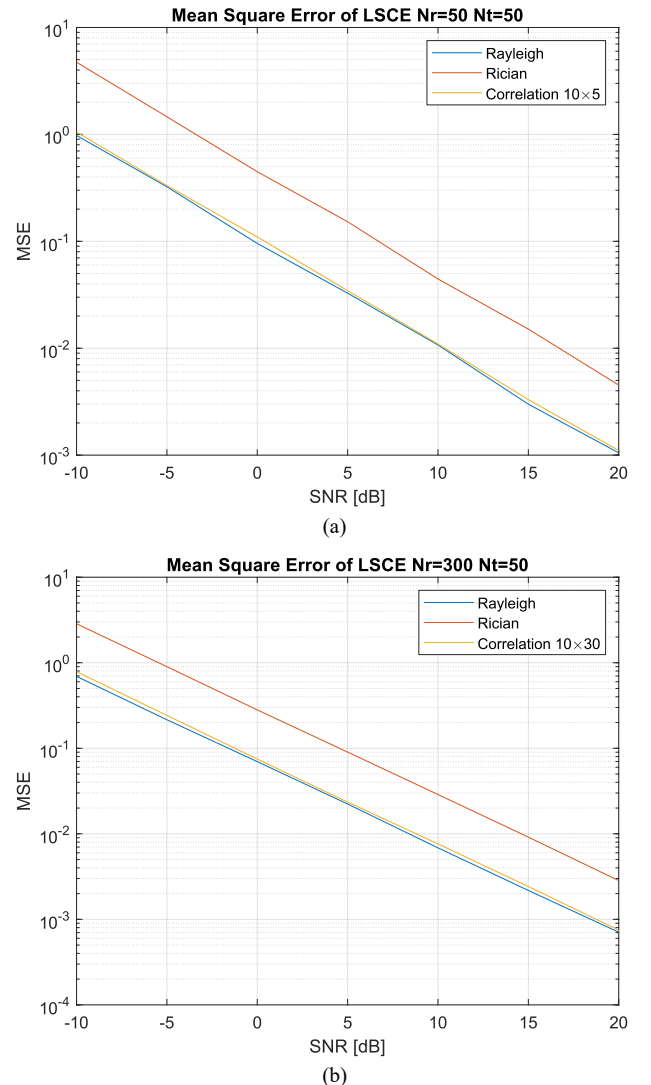 Mean Square Error of LSCE Nr=50 Nt=50
10^1
10^0
10^-1
10^-2
10^-3
MSE
Rayleigh
Rician
Correlation 10×5
-10 -5 0 5 10 15 20
SNR [dB]
(a)
Mean Square Error of LSCE Nr=300 Nt=50
10^1
10^0
10^-1
10^-2
10^-3
10^-4
MSE
Rayleigh
Rician
Correlation 10×30
-10 -5 0 5 10 15 20
SNR [dB]
(b)